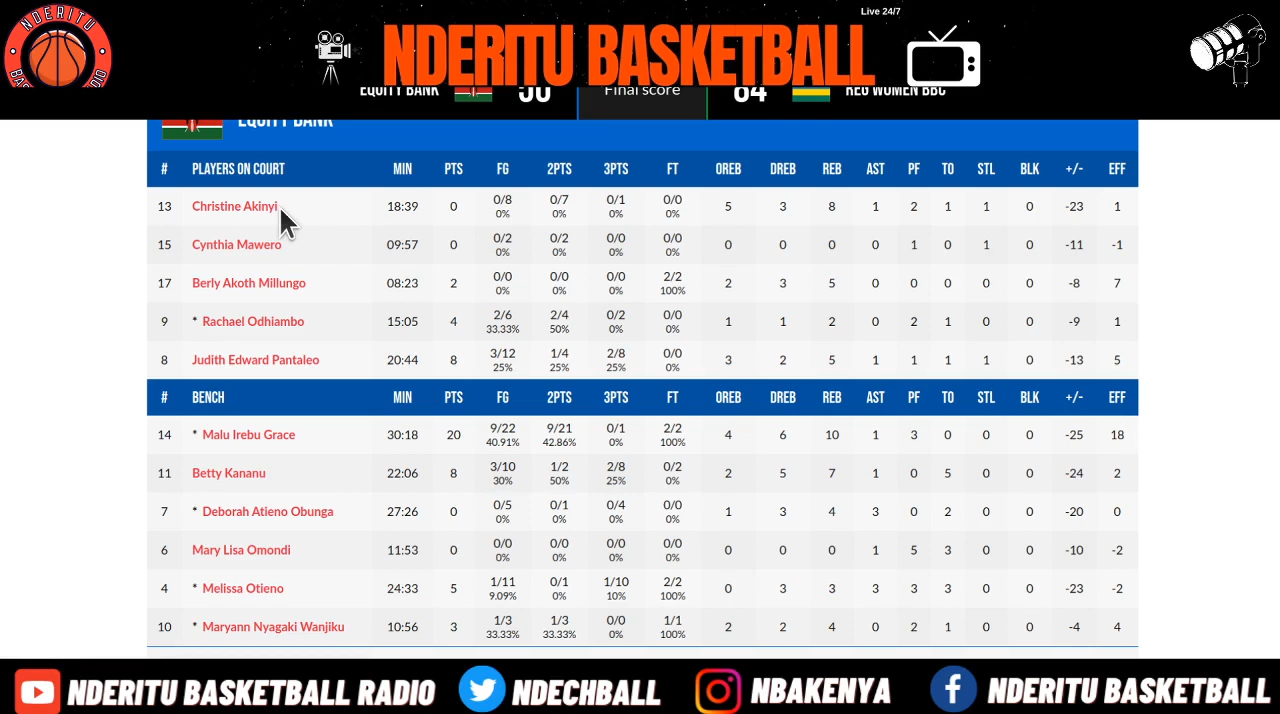 Live 24/7
NDERITU
NDERITU BASKETBALL
EQUITY BANK 50 Final score 84 REG WOMEN BBC
EQUITY BANK
# PLAYERS ON COURT MIN PTS FG 2PTS 3PTS FT OREB DREB REB AST PF TO STL BLK +/- EFF
13 Christine Akinyi 18:39 0 0/8 0/7 0/1 0/0 5 3 8 1 2 1 1 0 -23 1
0% 0% 0% 0%
15 Cynthia Mawero 09:57 0 0/2 0/2 0/0 0/0 0 0 0 0 1 0 1 0 -11 -1
0% 0% 0% 0%
17 Berly Akoth Millungo 08:23 2 0/0 0/0 0/0 2/2 2 3 5 0 0 0 0 0 -8 7
0% 0% 0% 100%
9 * Rachael Odhiambo 15:05 4 2/6 2/4 0/2 0/0 1 1 2 0 2 1 0 0 -9 1
33.33% 50% 0% 0%
8 Judith Edward Pantaleo 20:44 8 3/12 1/4 2/8 0/0 3 2 5 1 1 1 1 0 -13 5
25% 25% 25% 0%
# BENCH MIN PTS FG 2PTS 3PTS FT OREB DREB REB AST PF TO STL BLK +/- EFF
14 * Malu Irebu Grace 30:18 20 9/22 9/21 0/1 2/2 4 6 10 1 3 0 0 0 -25 18
40.91% 42.86% 0% 100%
11 Betty Kananu 22:06 8 3/10 1/2 2/8 0/2 2 5 7 1 0 5 0 0 -24 2
30% 50% 25% 0%
7 * Deborah Atieno Obunga 27:26 0 0/5 0/1 0/4 0/0 1 3 4 3 0 2 0 0 -20 0
0% 0% 0% 0%
6 Mary Lisa Omondi 11:53 0 0/0 0/0 0/0 0/0 0 0 0 1 5 3 0 0 -10 -2
0% 0% 0% 0%
4 * Melissa Otieno 24:33 5 1/11 0/1 1/10 2/2 0 3 3 3 3 3 0 0 -23 -2
9.09% 0% 10% 100%
10 * Maryann Nyagaki Wanjiku 10:56 3 1/3 1/3 0/0 1/1 2 2 4 0 2 1 0 0 -4 4
33.33% 33.33% 0% 100%
NDERITU BASKETBALL RADIO NDECHBALL NBAKENYA NDERITU BASKETBALL